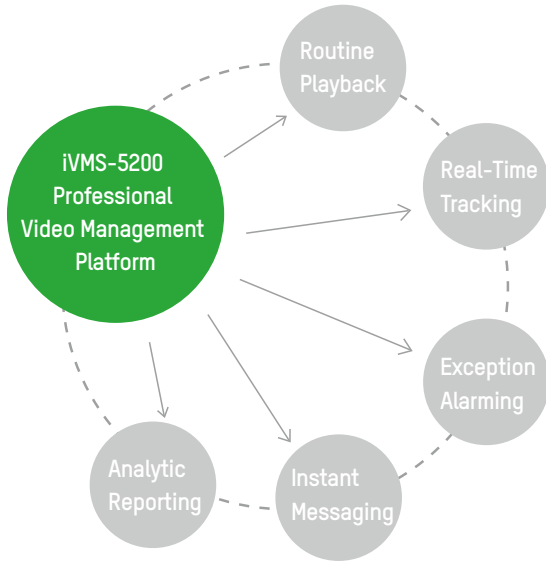 iVMS-5200
Professional
Video Management
Platform
Routine
Playback
Real-Time
Tracking
Exception
Alarming
Instant
Messaging
Analytic
Reporting